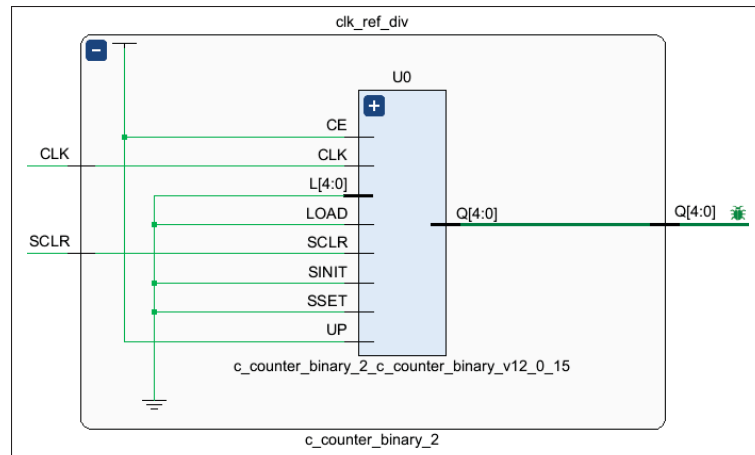 clk_ref_div
U0
CE
CLK
CLK
L[4:0]
LOAD
Q[4:0]
Q[4:0]
SCLR
SCLR
SINIT
SSET
UP
c_counter_binary_2_c_counter_binary_v12_0_15
c_counter_binary_2